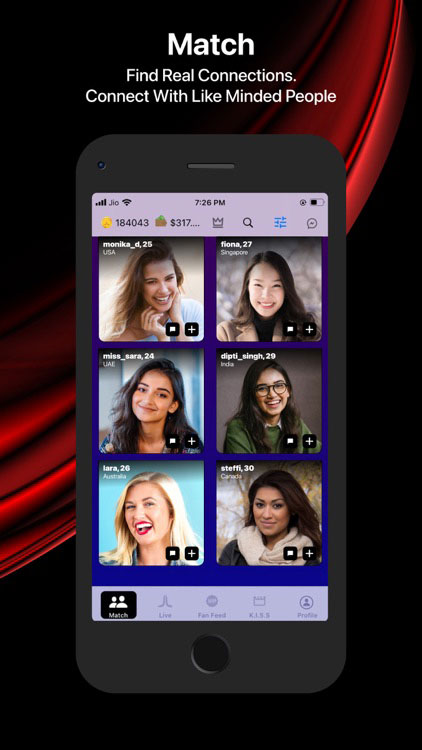 Match
Find Real Connections.
Connect With Like Minded People
Jio 7:26 PM
184043 $317....
monika_d, 25
USA
fiona, 27
Singapore
miss_sara, 24
UAE
dipti_singh, 29
India
lara, 26
Australia
steffi, 30
Canada
Match Live Fan Feed K.I.S.S Profile